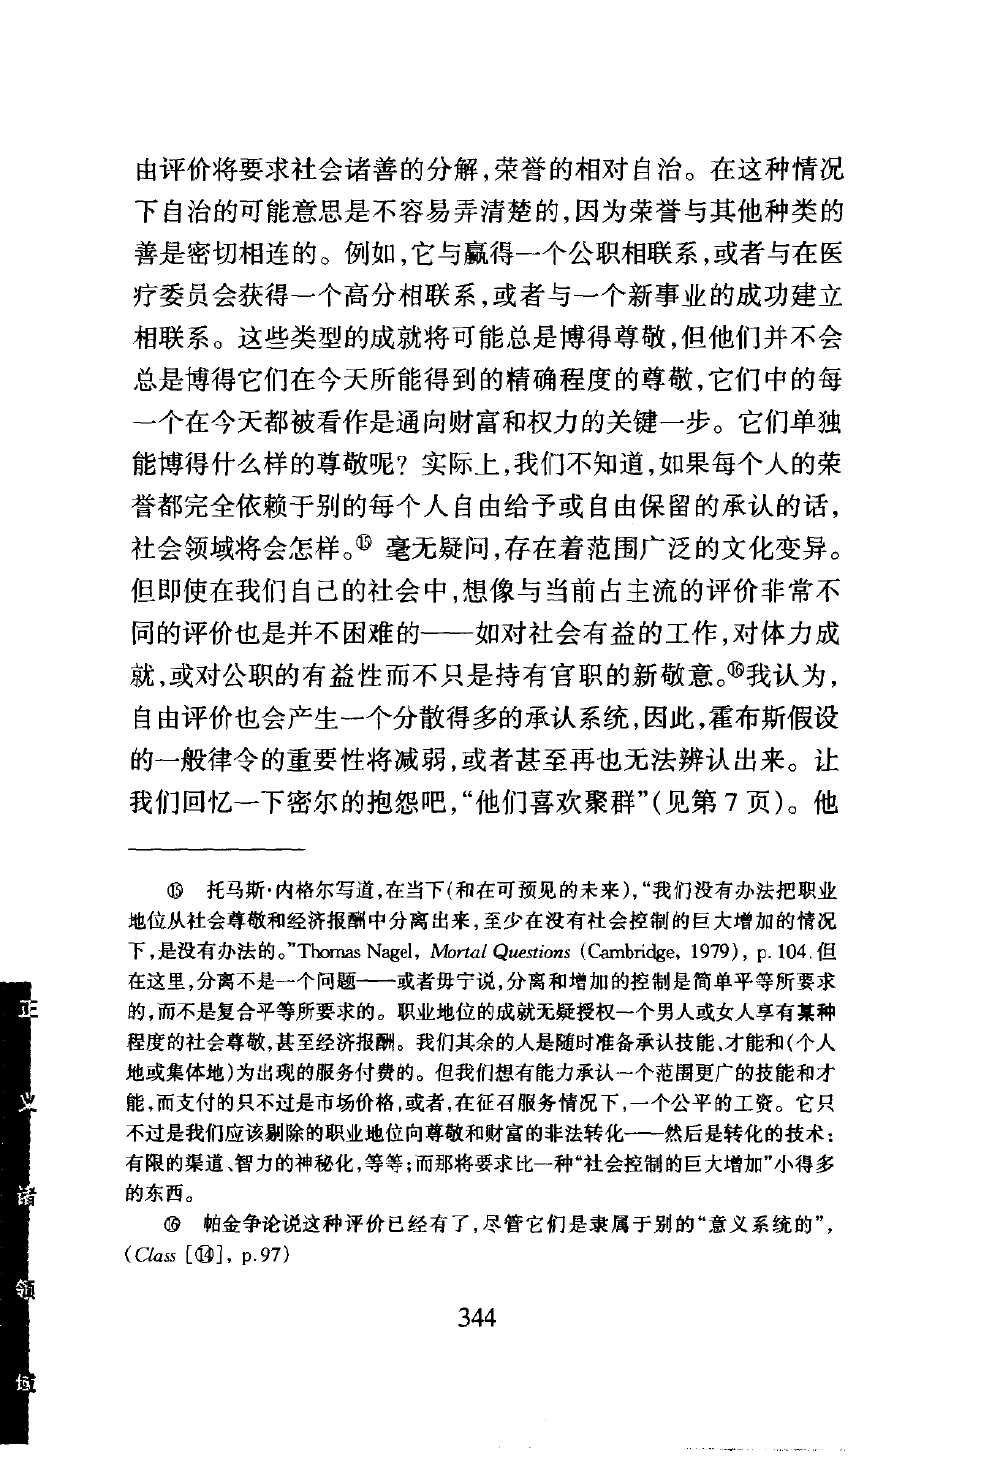 由评价将要求社会诸善的分解,荣誉的相对自治。在这种情况
下自治的可能意思是不容易弄清楚的,因为荣誉与其他种类的
善是密切相连的。例如,它与赢得一个公职相联系,或者与在医
疗委员会获得一个高分相联系,或者与一个新事业的成功建立
相联系。这些类型的成就将可能总是博得尊敬,但他们并不会
总是博得它们在今天所能得到的精确程度的尊敬,它们中的每
一个在今天都被看作是通向财富和权力的关键一步。它们单独
能博得什么样的尊敬呢?实际上,我们不知道,如果每个人的荣
誉都完全依赖于别的每个人自由给予或自由保留的承认的话,
社会领域将会怎样。⑮ 毫无疑问,存在着范围广泛的文化变异。
但即使在我们自己的社会中,想像与当前占主流的评价非常不
同的评价也是并不困难的——如对社会有益的工作,对体力成
就,或对公职的有益性而不只是持有官职的新敬意。⑯我认为,
自由评价也会产生一个分散得多的承认系统,因此,霍布斯假设
的一般律令的重要性将减弱,或者甚至再也无法辨认出来。让
我们回忆一下密尔的抱怨吧,“他们喜欢聚群”(见第7页)。他
⑮ 托马斯·内格尔写道,在当下(和在可预见的未来),“我们没有办法把职业
地位从社会尊敬和经济报酬中分离出来,至少在没有社会控制的巨大增加的情况
下,是没有办法的。”Thomas Nagel, Mortal Questions (Cambridge, 1979), p. 104.但
在这里,分离不是一个问题——或者毋宁说,分离和增加的控制是简单平等所要求
的,而不是复合平等所要求的。职业地位的成就无疑授权一个男人或女人享有某种
程度的社会尊敬,甚至经济报酬。我们其余的人是随时准备承认技能、才能和(个人
地或集体地)为出现的服务付费的。但我们想有能力承认一个范围更广的技能和才
能,而支付的只不过是市场价格,或者,在征召服务情况下,一个公平的工资。它只
不过是我们应该剔除的职业地位向尊敬和财富的非法转化——然后是转化的技术:
有限的渠道、智力的神秘化,等等;而那将要求比一种“社会控制的巨大增加”小得多
的东西。
⑯ 帕金争论说这种评价已经有了,尽管它们是隶属于别的“意义系统的”,
(Class [⑭], p.97)
344
正
义
诸
领
域